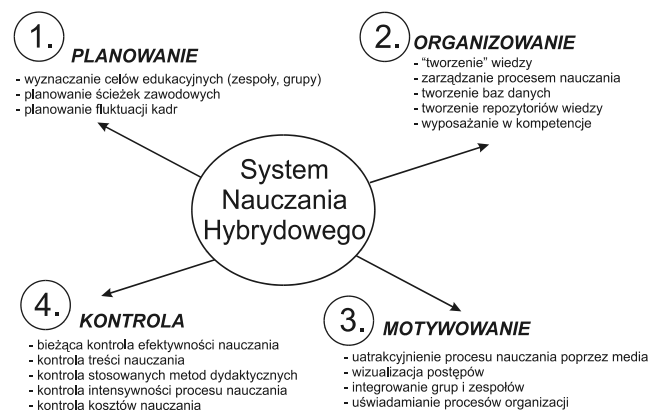 1.
PLANOWANIE
- wyznaczanie celów edukacyjnych (zespoły, grupy)
- planowanie ścieżek zawodowych
- planowanie fluktuacji kadr
2.
ORGANIZOWANIE
- “tworzenie” wiedzy
- zarządzanie procesem nauczania
- tworzenie baz danych
- tworzenie repozytoriów wiedzy
- wyposażanie w kompetencje
System
Nauczania
Hybrydowego
4.
KONTROLA
- bieżąca kontrola efektywności nauczania
- kontrola treści nauczania
- kontrola stosowanych metod dydaktycznych
- kontrola intensywności procesu nauczania
- kontrola kosztów nauczania
3.
MOTYWOWANIE
- uatrakcyjnienie procesu nauczania poprzez media
- wizualizacja postępów
- integrowanie grup i zespołów
- uświadamianie procesów organizacji